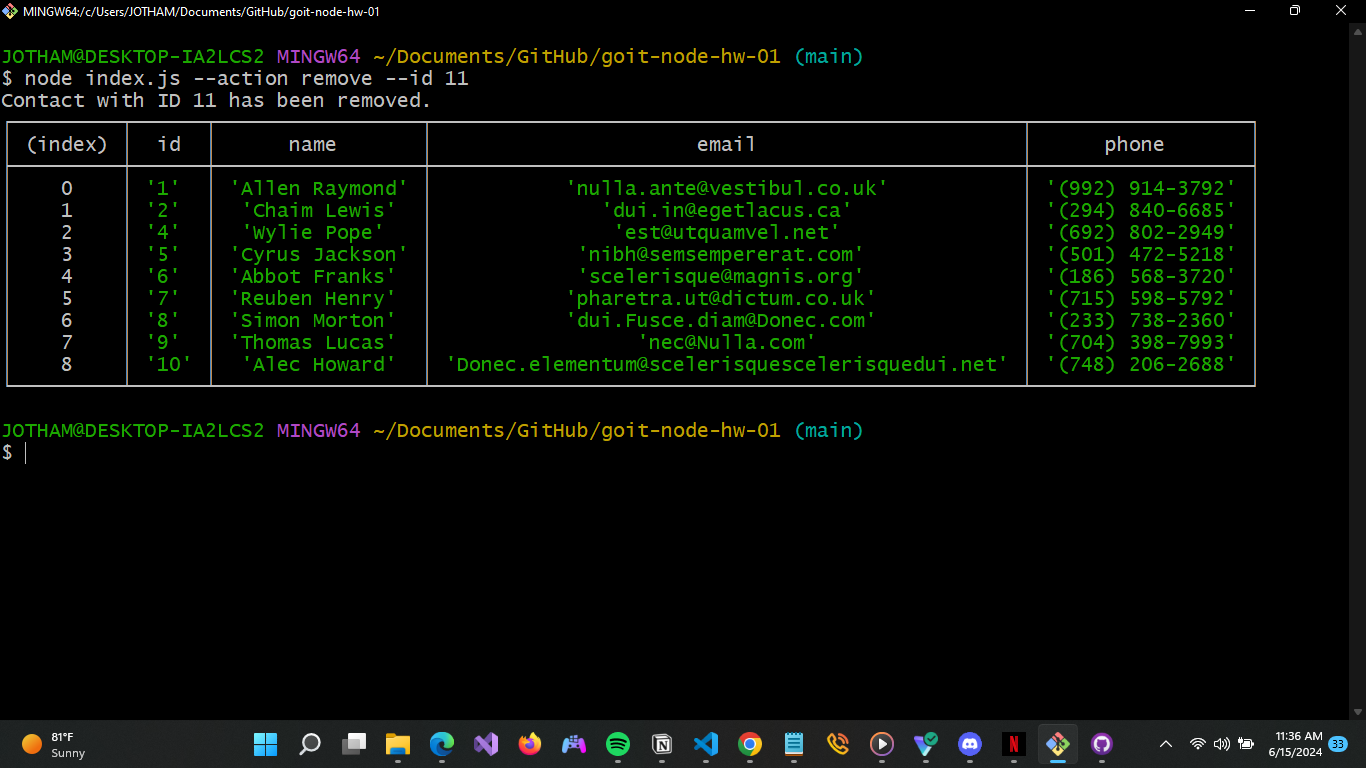 MINGW64:/c/Users/JOTHAM/Documents/GitHub/goit-node-hw-01
JOTHAM@DESKTOP-IA2LCS2 MINGW64 ~/Documents/GitHub/goit-node-hw-01 (main)
$ node index.js --action remove --id 11
Contact with ID 11 has been removed.
(index) id name email phone
0 '1' 'Allen Raymond' 'nulla.ante@vestibul.co.uk' '(992) 914-3792'
1 '2' 'Chaim Lewis' 'dui.in@egetlacus.ca' '(294) 840-6685'
2 '4' 'Wylie Pope' 'est@utquamvel.net' '(692) 802-2949'
3 '5' 'Cyrus Jackson' 'nibh@semsempererat.com' '(501) 472-5218'
4 '6' 'Abbot Franks' 'scelerisque@magnis.org' '(186) 568-3720'
5 '7' 'Reuben Henry' 'pharetra.ut@dictum.co.uk' '(715) 598-5792'
6 '8' 'Simon Morton' 'dui.Fusce.diam@Donec.com' '(233) 738-2360'
7 '9' 'Thomas Lucas' 'nec@Nulla.com' '(704) 398-7993'
8 '10' 'Alec Howard' 'Donec.elementum@scelerisquescelerisquedui.net' '(748) 206-2688'
JOTHAM@DESKTOP-IA2LCS2 MINGW64 ~/Documents/GitHub/goit-node-hw-01 (main)
$
81°F
Sunny
11:36 AM
6/15/2024
33